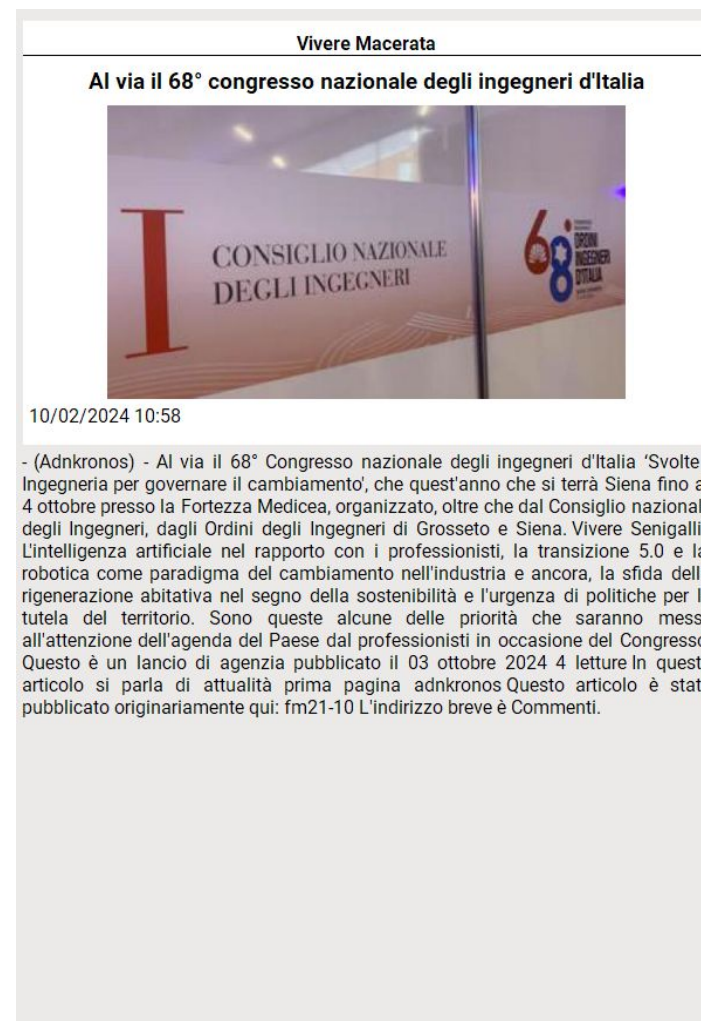 Vivere Macerata
Al via il 68° congresso nazionale degli ingegneri d'Italia
I CONSIGLIO NAZIONALE
DEGLI INGEGNERI
68
ORDINI
INGEGNERI
D'ITALIA
10/02/2024 10:58
- (Adnkronos) - Al via il 68° Congresso nazionale degli ingegneri d'Italia ‘Svolte
Ingegneria per governare il cambiamento', che quest'anno che si terrà Siena fino a
4 ottobre presso la Fortezza Medicea, organizzato, oltre che dal Consiglio nazional
degli Ingegneri, dagli Ordini degli Ingegneri di Grosseto e Siena. Vivere Senigalli
L'intelligenza artificiale nel rapporto con i professionisti, la transizione 5.0 e la
robotica come paradigma del cambiamento nell'industria e ancora, la sfida dell
rigenerazione abitativa nel segno della sostenibilità e l'urgenza di politiche per l
tutela del territorio. Sono queste alcune delle priorità che saranno mess
all'attenzione dell'agenda del Paese dal professionisti in occasione del Congresso
Questo è un lancio di agenzia pubblicato il 03 ottobre 2024 4 letture In quest
articolo si parla di attualità prima pagina adnkronos Questo articolo è stat
pubblicato originariamente qui: fm21-10 L'indirizzo breve è Commenti.